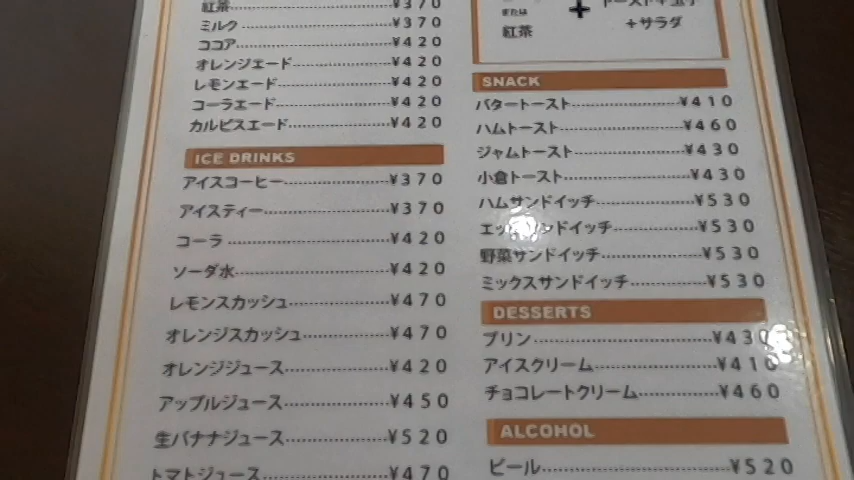 紅茶 ¥370
ミルク ¥370
ココア ¥420
オレンジエード ¥420
レモンエード ¥420
コーラエード ¥420
カルピスエード ¥420
ICE DRINKS
アイスコーヒー ¥370
アイスティー ¥370
コーラ ¥420
ソーダ水 ¥420
レモンスカッシュ ¥470
オレンジスカッシュ ¥470
オレンジジュース ¥420
アップルジュース ¥450
生バナナジュース ¥520
トマトジュース ¥470
または
紅茶
+
+サラダ
SNACK
バタートースト ¥410
ハムトースト ¥460
ジャムトースト ¥430
小倉トースト ¥430
ハムサンドイッチ ¥530
エッグサンドイッチ ¥530
野菜サンドイッチ ¥530
ミックスサンドイッチ ¥530
DESSERTS
プリン ¥430
アイスクリーム ¥410
チョコレートクリーム ¥460
ALCOHOL
ビール ¥520